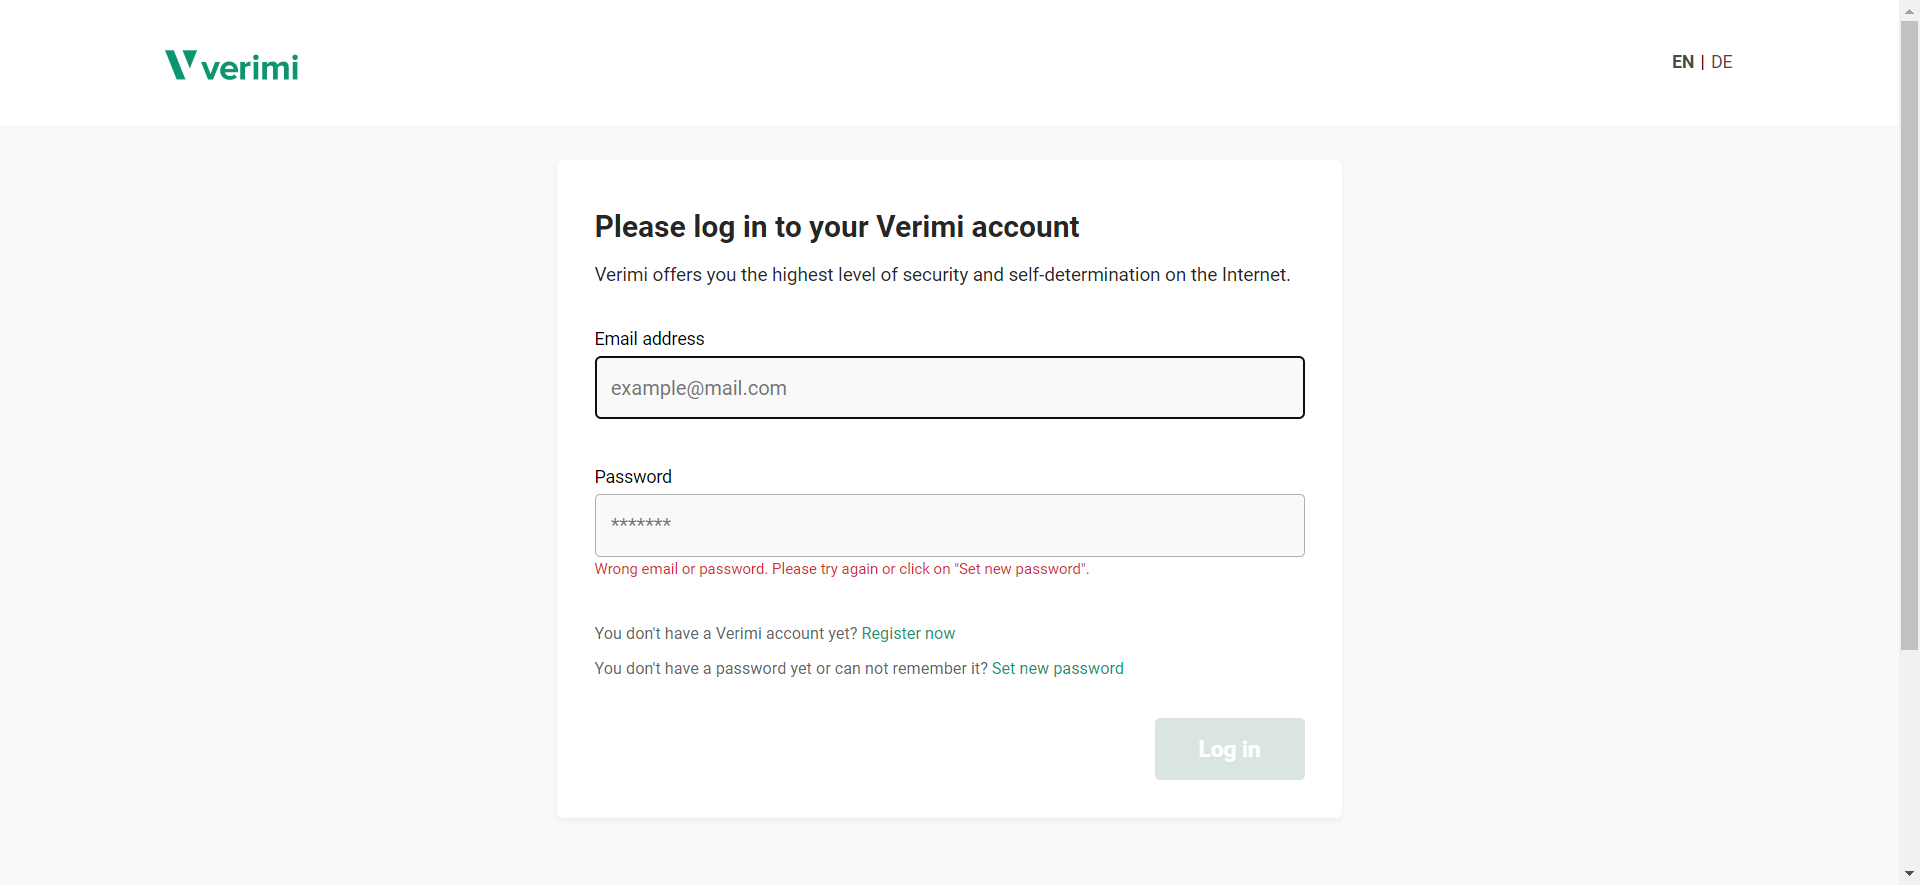 verimi
EN | DE
Please log in to your Verimi account
Verimi offers you the highest level of security and self-determination on the Internet.
Email address
example@mail.com
Password
*******
Wrong email or password. Please try again or click on "Set new password".
You don't have a Verimi account yet? Register now
You don't have a password yet or can not remember it? Set new password
Log in